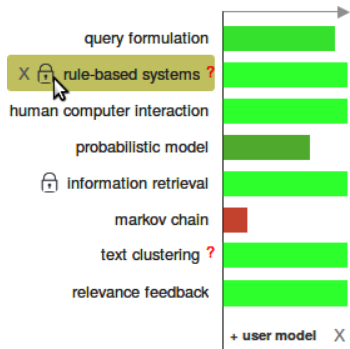 query formulation
X rule-based systems ?
human computer interaction
probabilistic model
information retrieval
markov chain
text clustering ?
relevance feedback
+ user model X